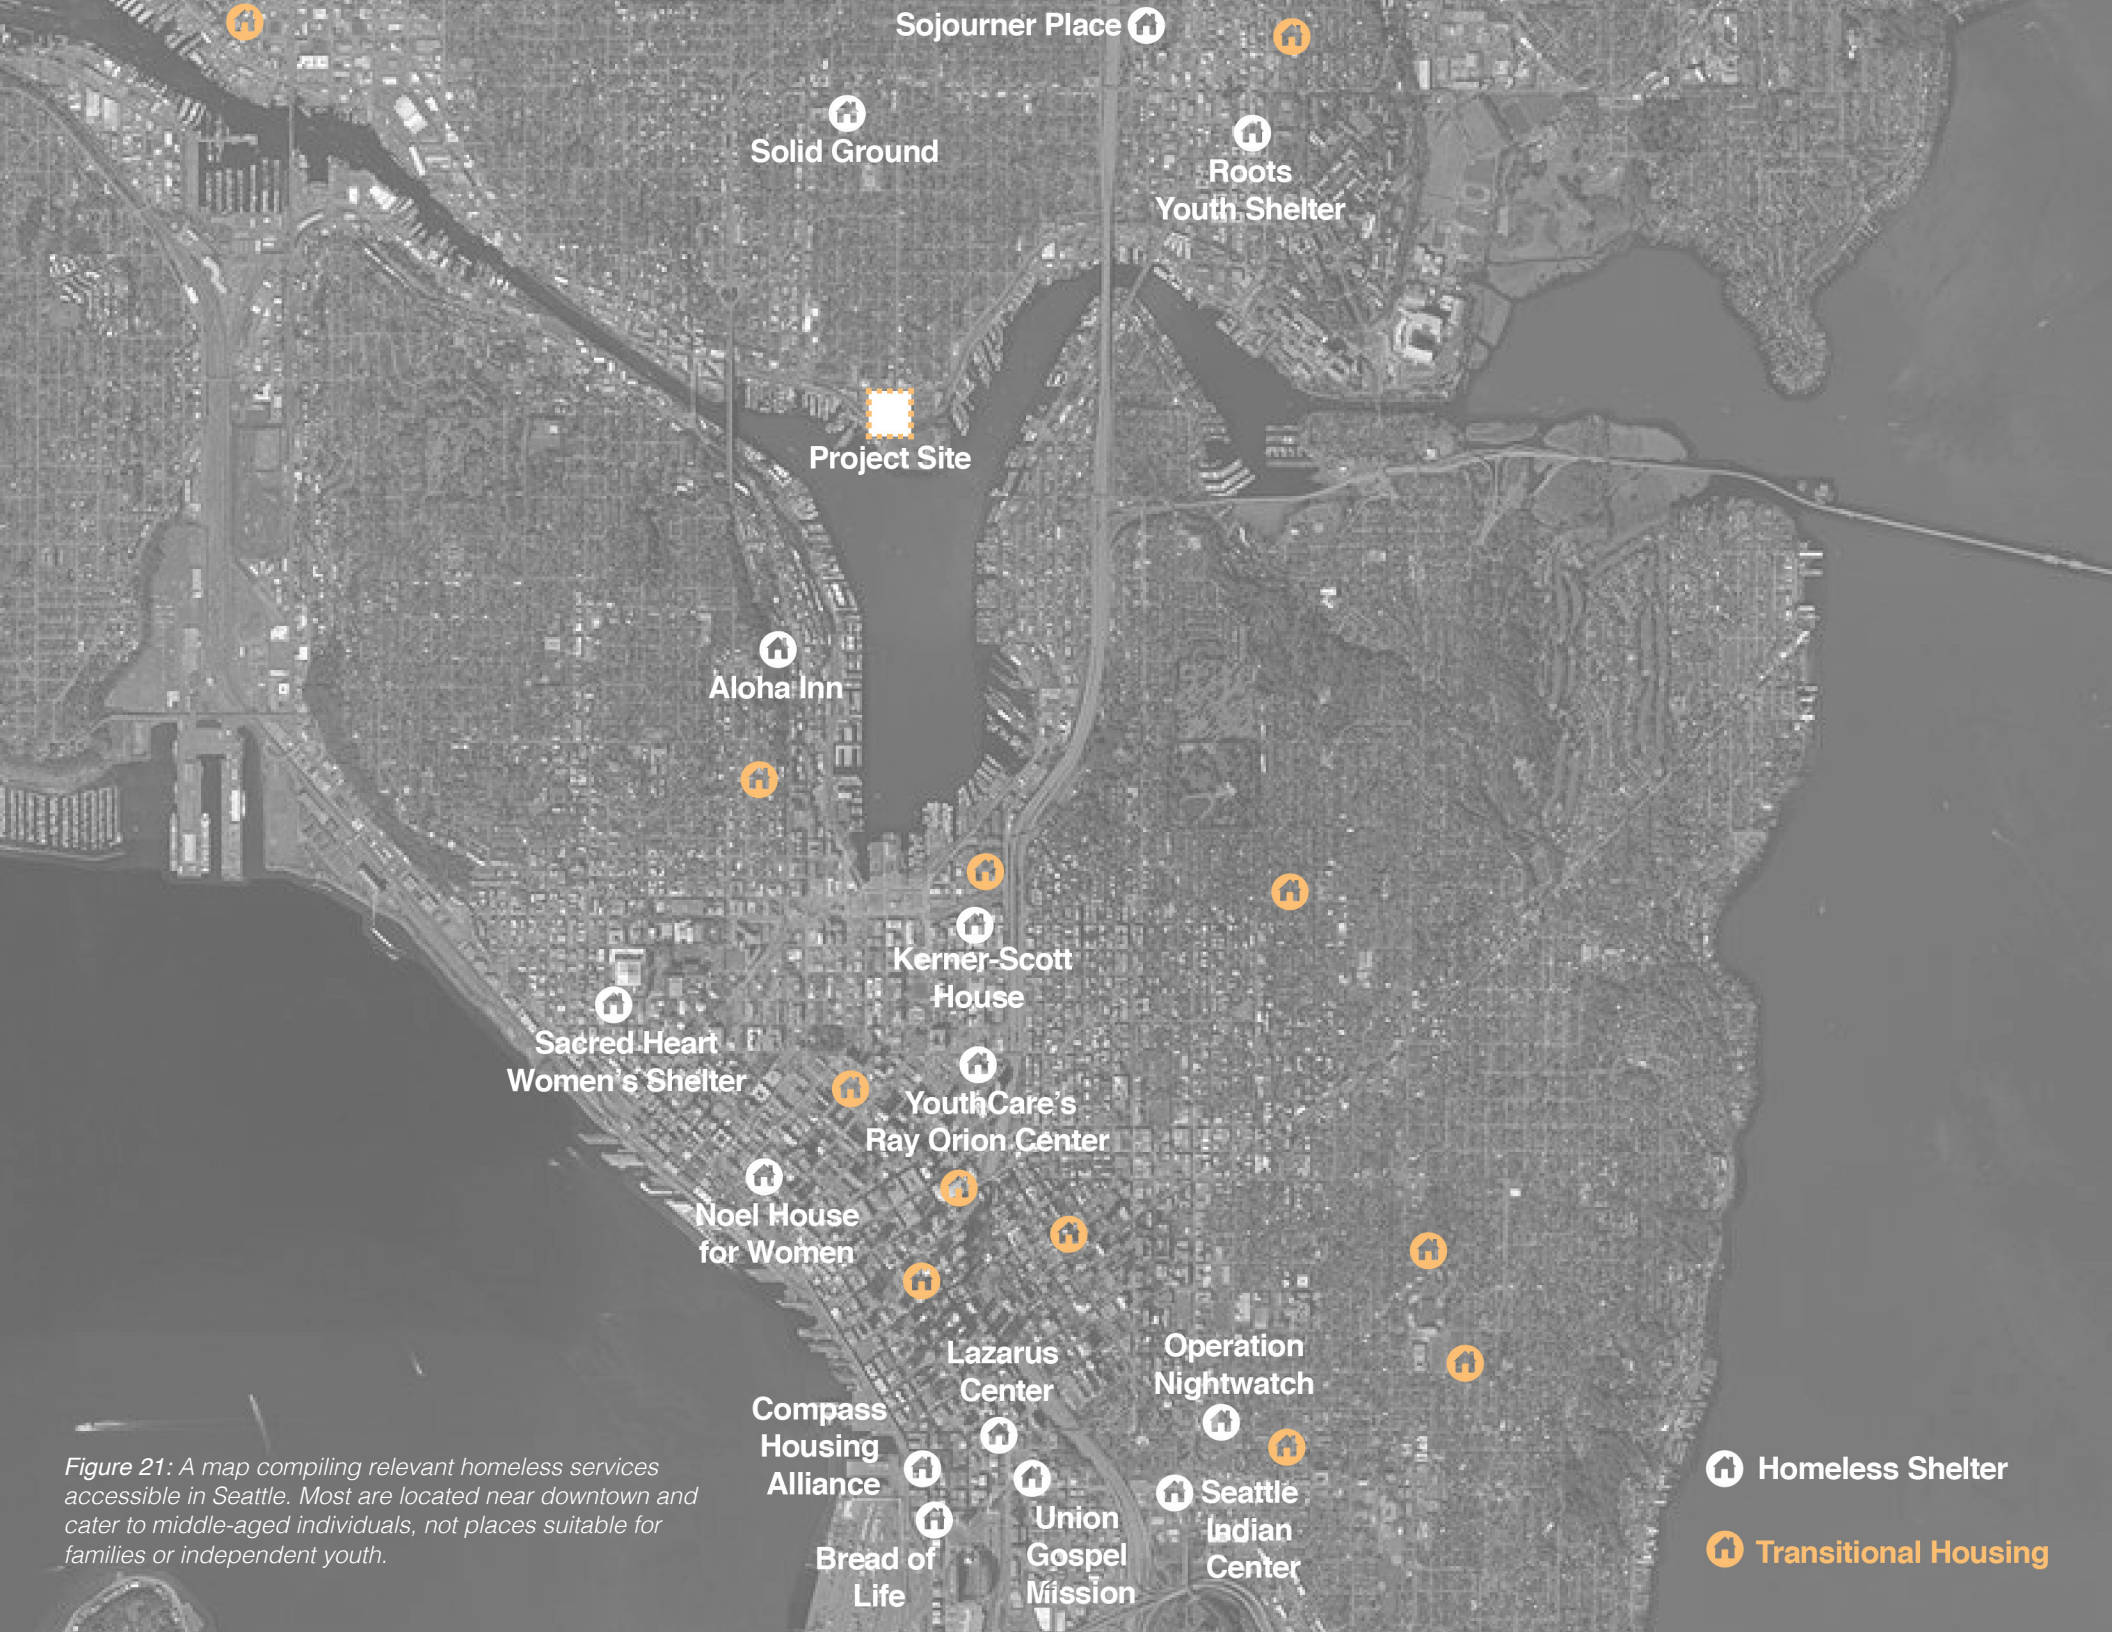 Sojourner Place
Solid Ground
Roots
Youth Shelter
Project Site
Aloha Inn
Kerner-Scott
House
Sacred Heart
Women's Shelter
YouthCare's
Ray Orion Center
Noel House
for Women
Lazarus
Center
Operation
Nightwatch
Compass
Housing
Alliance
Bread of
Life
Union
Gospel
Mission
Seattle
Indian
Center
Figure 21: A map compiling relevant homeless services
accessible in Seattle. Most are located near downtown and
cater to middle-aged individuals, not places suitable for
families or independent youth.
Homeless Shelter
Transitional Housing